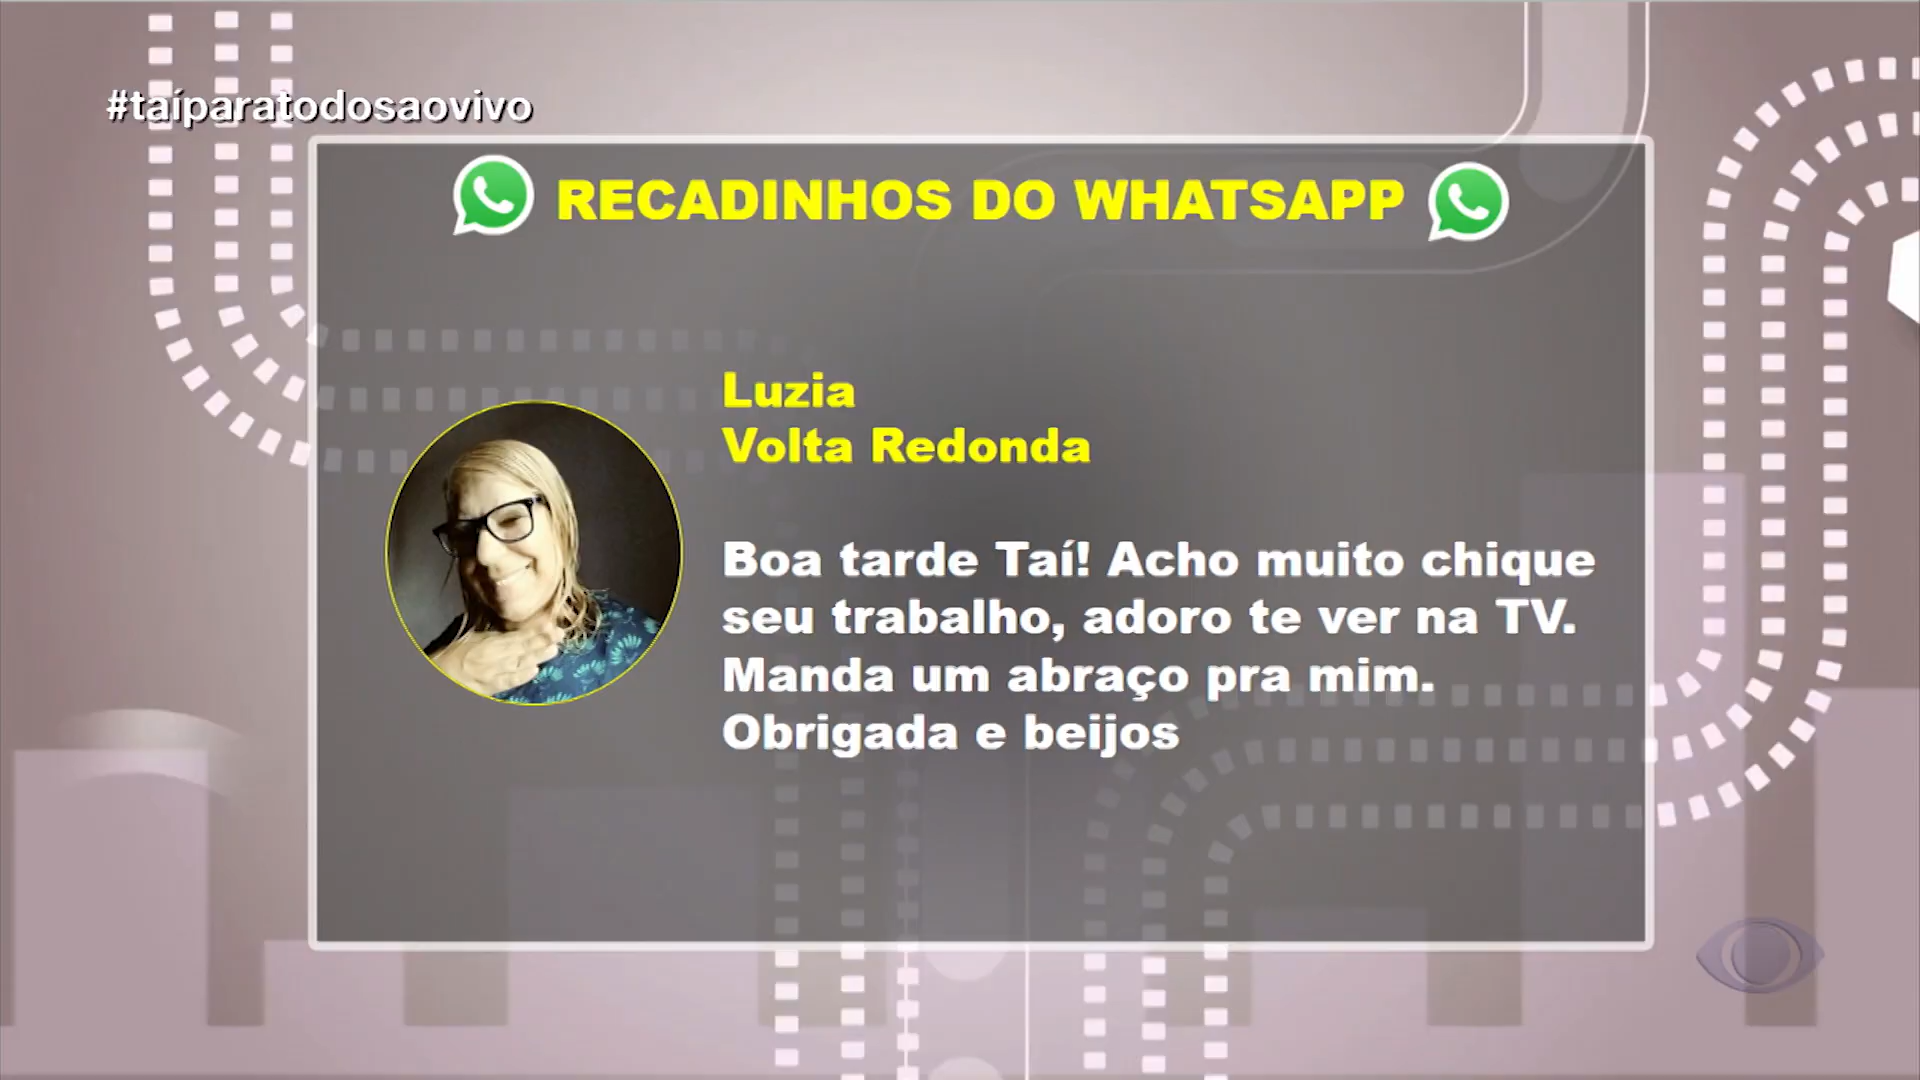 #taíparatodosaovivo
RECADINHOS DO WHATSAPP
Luzia
Volta Redonda
Boa tarde Taí! Acho muito chique
seu trabalho, adoro te ver na TV.
Manda um abraço pra mim.
Obrigada e beijos